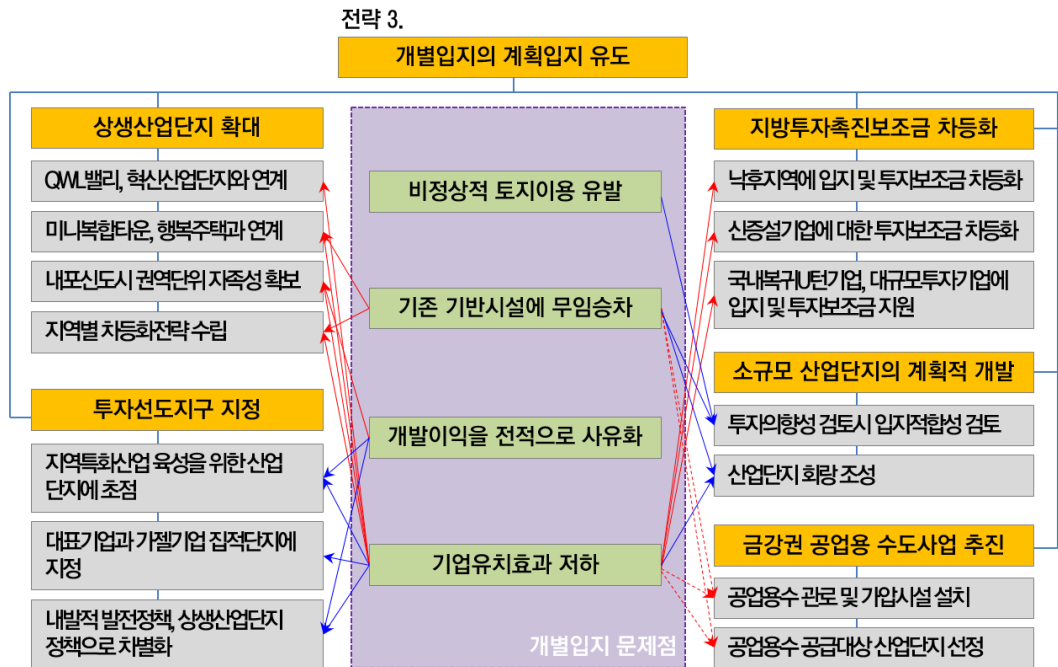 전략 3.
개별입지의 계획입지 유도
상생산업단지 확대
QWL밸리, 혁신산업단지와 연계
미니복합타운, 행복주택과 연계
내포신도시 권역단위 자족성 확보
지역별 차등화전략 수립
투자선도지구 지정
지역특화산업 육성을 위한 산업
단지에 초점
대표기업과 가젤기업 집적단지에
지정
내발적 발전정책, 상생산업단지
정책으로 차별화
비정상적 토지이용 유발
기존 기반시설에 무임승차
개발이익을 전적으로 사유화
기업유치효과 저하
개별입지 문제점
지방투자촉진보조금 차등화
낙후지역에 입지 및 투자보조금 차등화
신증설기업에 대한 투자보조금 차등화
국내복귀U턴기업, 대규모투자기업에
입지 및 투자보조금 지원
소규모 산업단지의 계획적 개발
투자의향성 검토시 입지적합성 검토
산업단지 회랑 조성
금강권 공업용 수도사업 추진
공업용수 관로 및 가압시설 설치
공업용수 공급대상 산업단지 선정